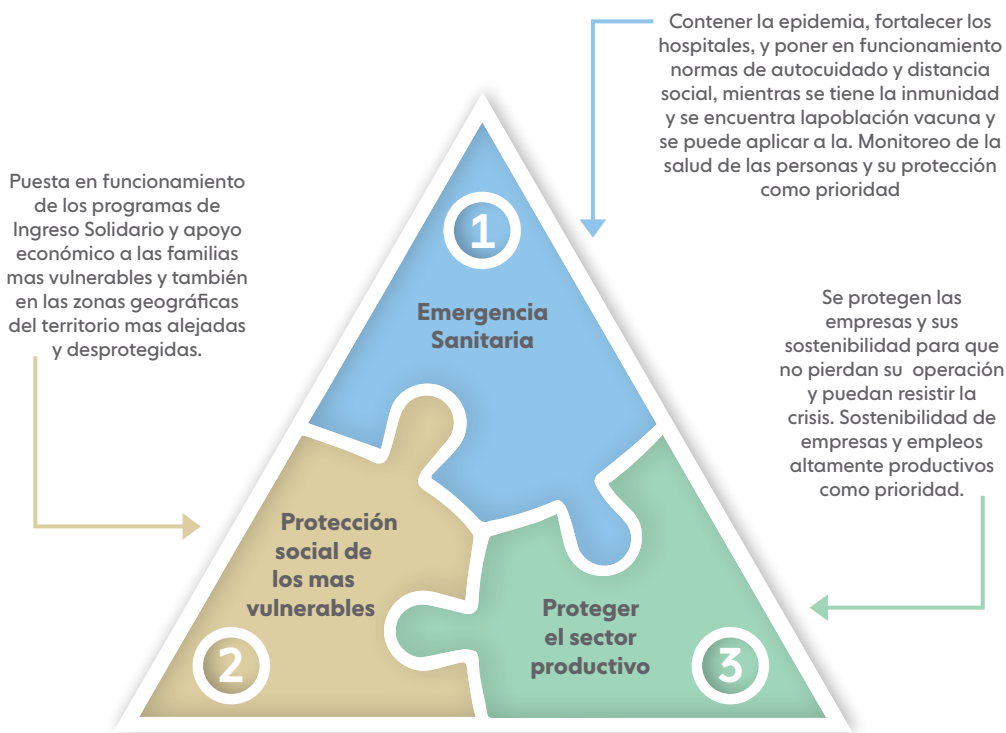 Contener la epidemia, fortalecer los
hospitales, y poner en funcionamiento
normas de autocuidado y distancia
social, mientras se tiene la inmunidad
y se encuentra lapoblación vacuna y
se puede aplicar a la. Monitoreo de la
salud de las personas y su protección
como prioridad
Puesta en funcionamiento
de los programas de
Ingreso Solidario y apoyo
económico a las familias
mas vulnerables y también
en las zonas geográficas
del territorio mas alejadas
y desprotegidas.
1
Emergencia
Sanitaria
Se protegen las
empresas y sus
sostenibilidad para que
no pierdan su operación
y puedan resistir la
crisis. Sostenibilidad de
empresas y empleos
altamente productivos
como prioridad.
Protección
social de
los mas
vulnerables
2
Proteger
el sector
productivo
3